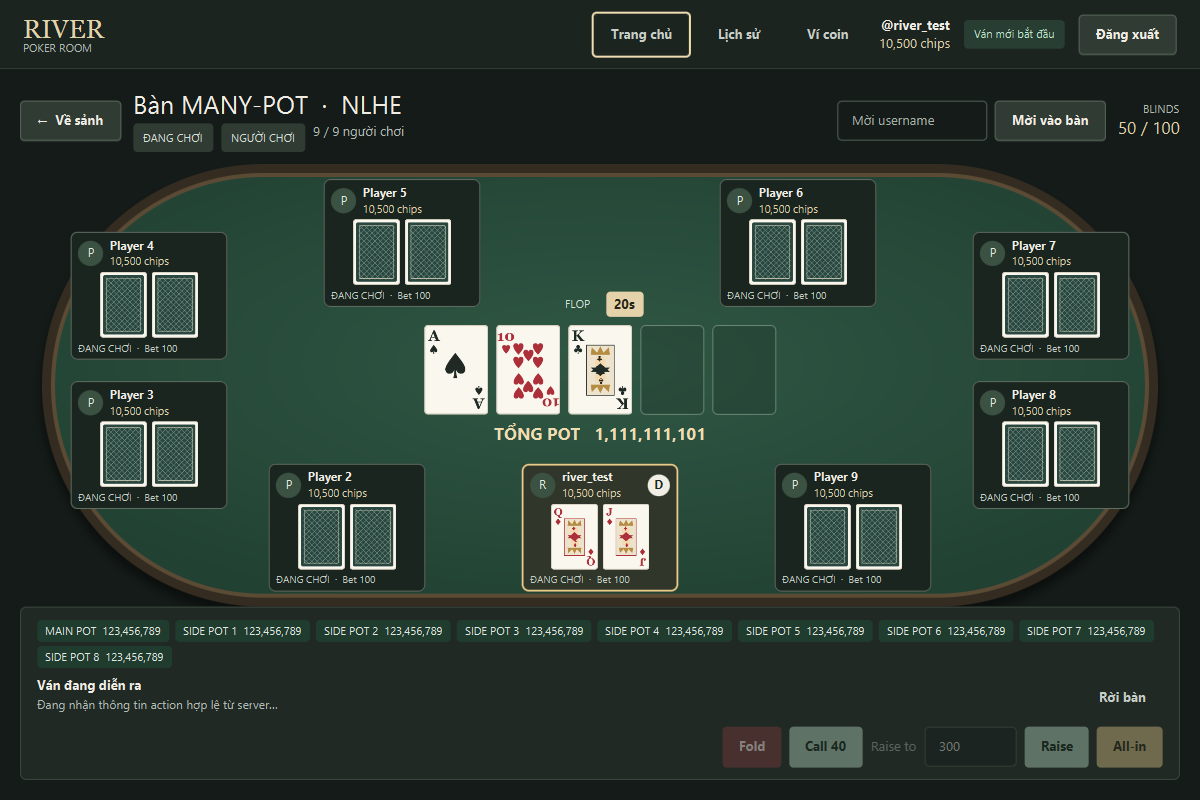 RIVER
POKER ROOM
Trang chủ
Lịch sử
Ví coin
@river_test
10,500 chips
Ván mới bắt đầu
Đăng xuất
← Về sảnh
Bàn MANY-POT · NLHE
ĐANG CHƠI
NGƯỜI CHƠI
9 / 9 người chơi
Mời username
Mời vào bàn
BLINDS
50 / 100
P
Player 5
10,500 chips
ĐANG CHƠI · Bet 100
P
Player 6
10,500 chips
ĐANG CHƠI · Bet 100
P
Player 4
10,500 chips
ĐANG CHƠI · Bet 100
P
Player 7
10,500 chips
ĐANG CHƠI · Bet 100
FLOP
20s
A
A
10
10
K
K
TỔNG POT 1,111,111,101
P
Player 3
10,500 chips
ĐANG CHƠI · Bet 100
P
Player 8
10,500 chips
ĐANG CHƠI · Bet 100
P
Player 2
10,500 chips
ĐANG CHƠI · Bet 100
R
river_test
10,500 chips
D
Q
Q
J
J
ĐANG CHƠI · Bet 100
P
Player 9
10,500 chips
ĐANG CHƠI · Bet 100
MAIN POT 123,456,789
SIDE POT 1 123,456,789
SIDE POT 2 123,456,789
SIDE POT 3 123,456,789
SIDE POT 4 123,456,789
SIDE POT 5 123,456,789
SIDE POT 6 123,456,789
SIDE POT 7 123,456,789
SIDE POT 8 123,456,789
Ván đang diễn ra
Đang nhận thông tin action hợp lệ từ server...
Rời bàn
Fold
Call 40
Raise to
300
Raise
All-in